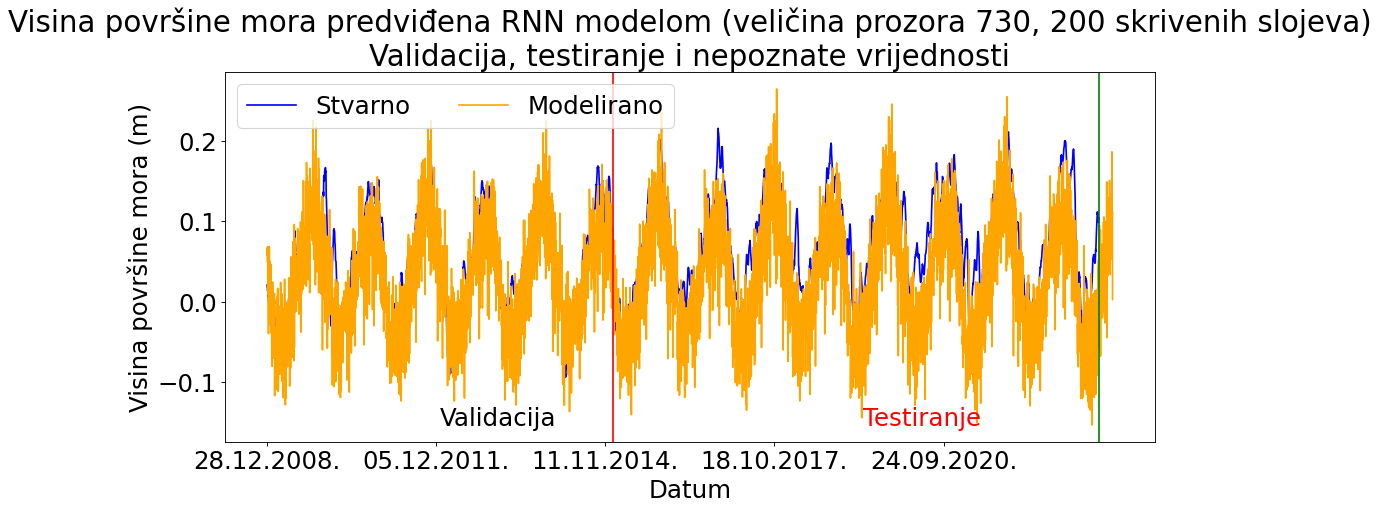 Visina površine mora predviđena RNN modelom (veličina prozora 730, 200 skrivenih slojeva)
Validacija, testiranje i nepoznate vrijednosti
Stvarno Modelirano
Visina površine mora (m)
0.2
0.1
0.0
−0.1
Validacija Testiranje
28.12.2008. 05.12.2011. 11.11.2014. 18.10.2017. 24.09.2020.
Datum